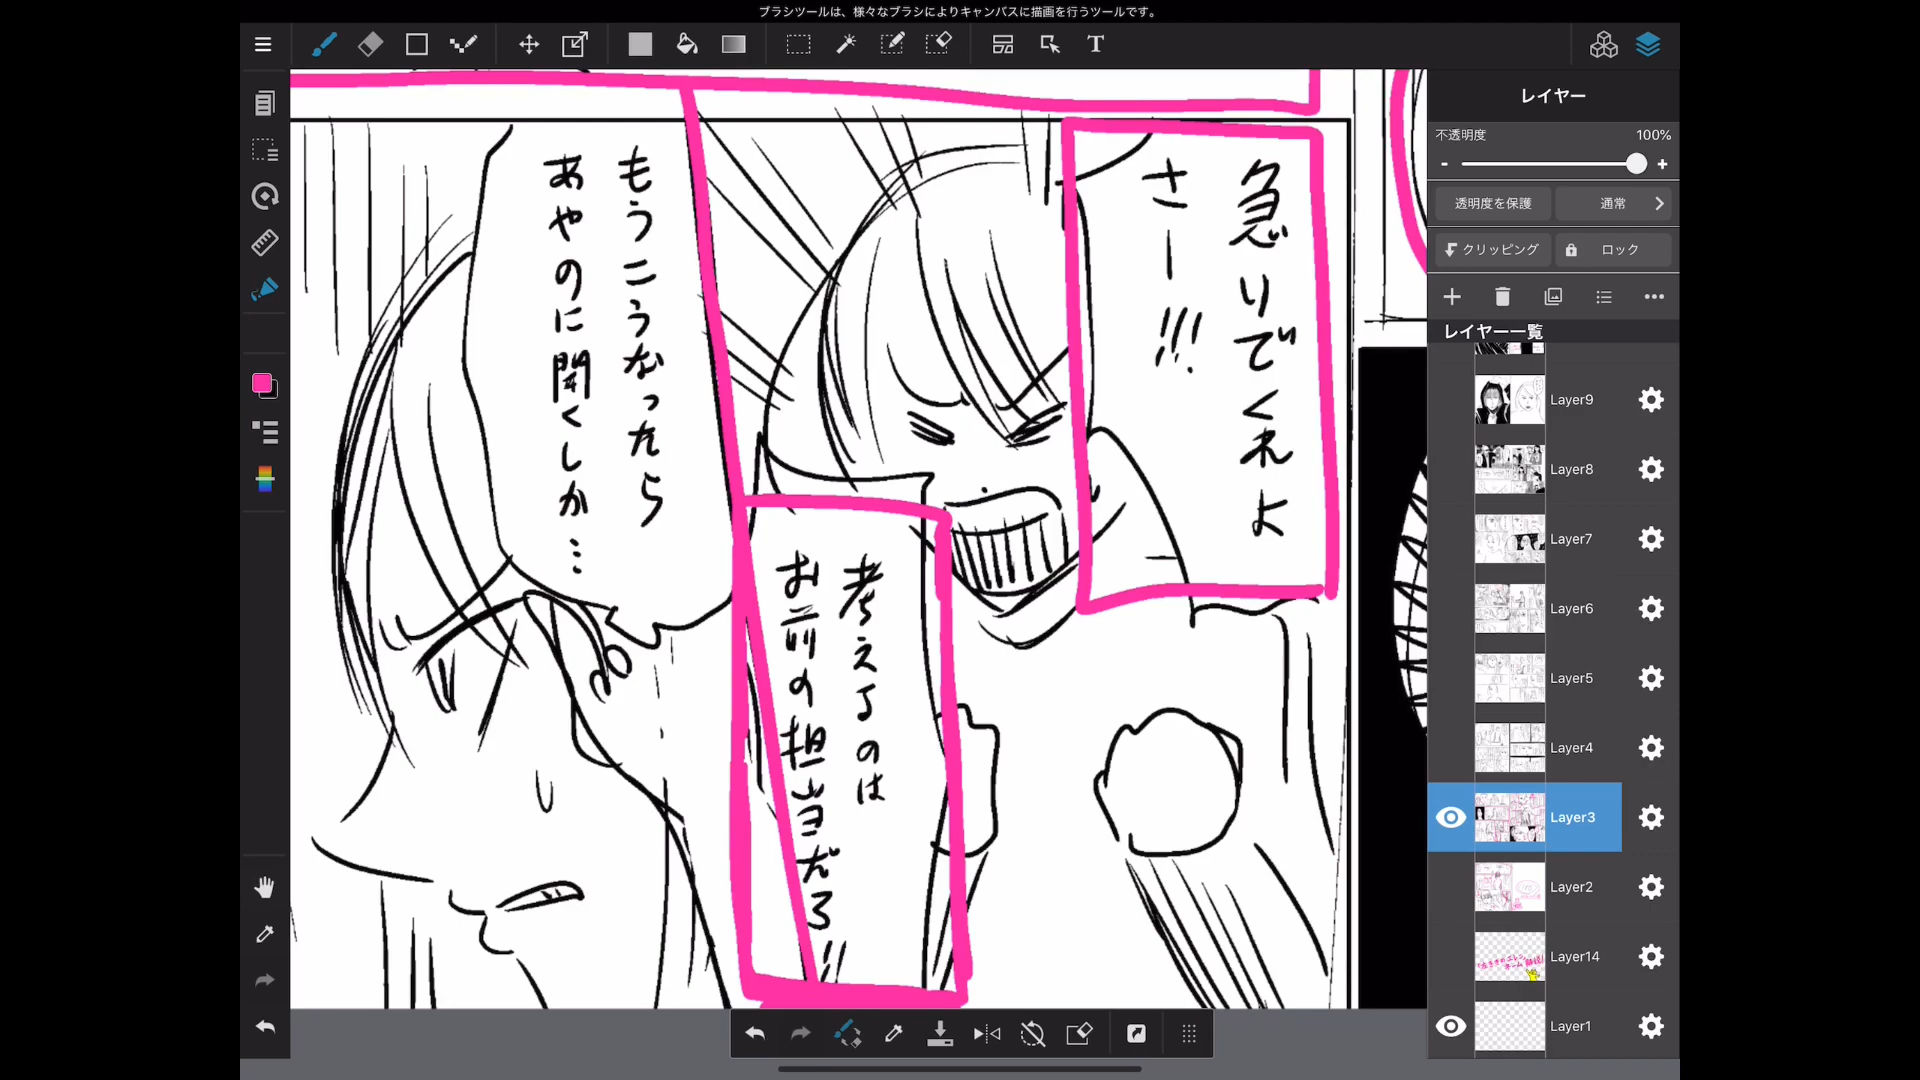 ブラシツールは、様々なブラシによりキャンバスに描画を行うツールです。
T
レイヤー
不透明度
100%
-
+
透明度を保護
通常
クリッピング
ロック
レイヤー一覧
Layer9
Layer8
Layer7
Layer6
Layer5
Layer4
Layer3
Layer2
Layer14
Layer1
急りでくれよ
さー!!!
考えるのは
お前の担当だろ!!
もうこうなったら
あやのに聞くしか…